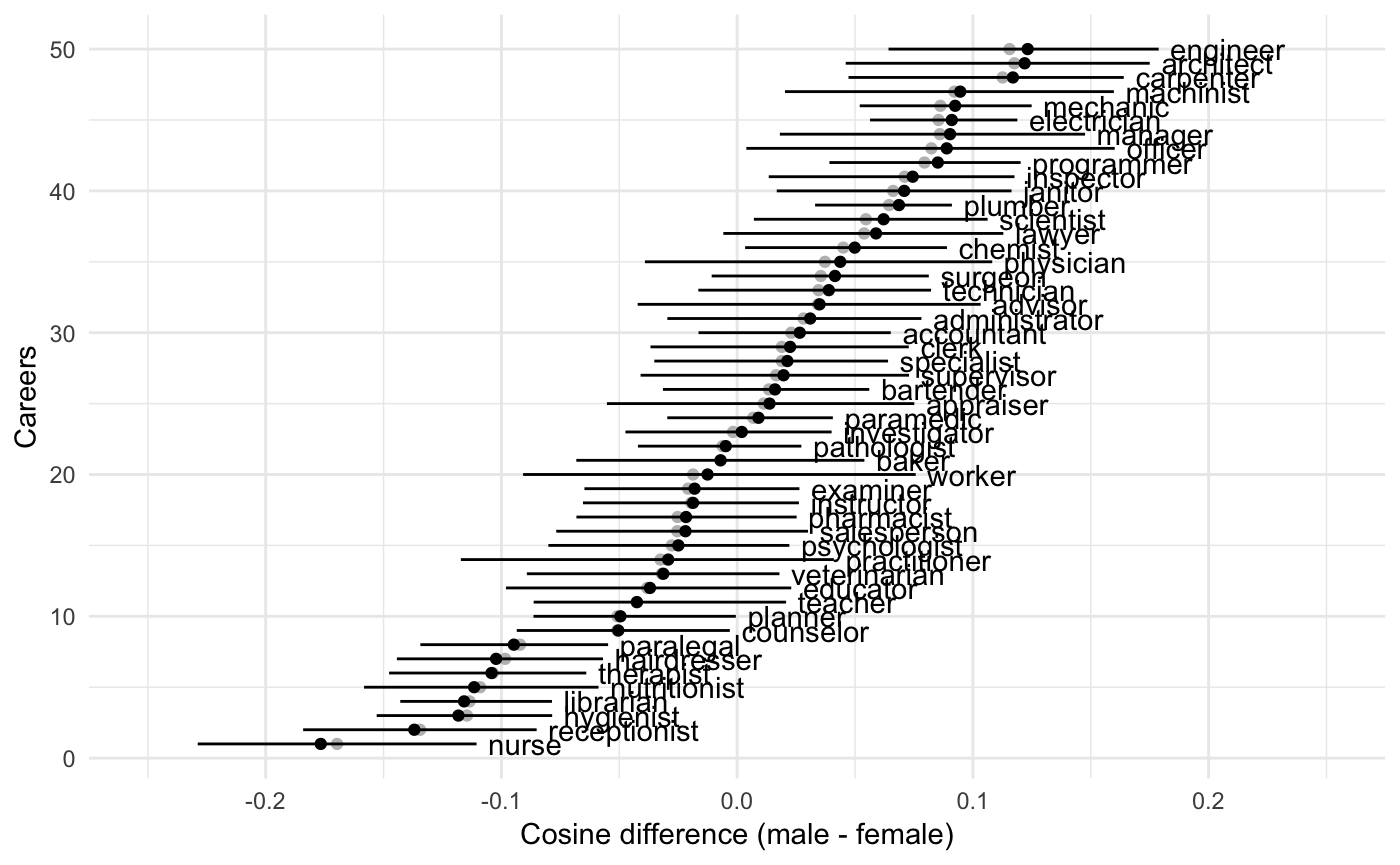 50
engineer
architect
carpenter
machinist
mechanic
electrician
manager
officer
programmer
inspector
40
janitor
plumber
scientist
lawyer
chemist
physician
surgeon
technician
advisor
administrator
30
accountant
clerk
specialist
supervisor
bartender
appraiser
paramedic
investigator
pathologist
baker
20
worker
examiner
instructor
pharmacist
salesperson
psychologist
practitioner
veterinarian
educator
teacher
10
planner
counselor
paralegal
hairdresser
therapist
nutritionist
librarian
hygienist
receptionist
nurse
0
Careers
-0.2 -0.1 0.0 0.1 0.2
Cosine difference (male - female)